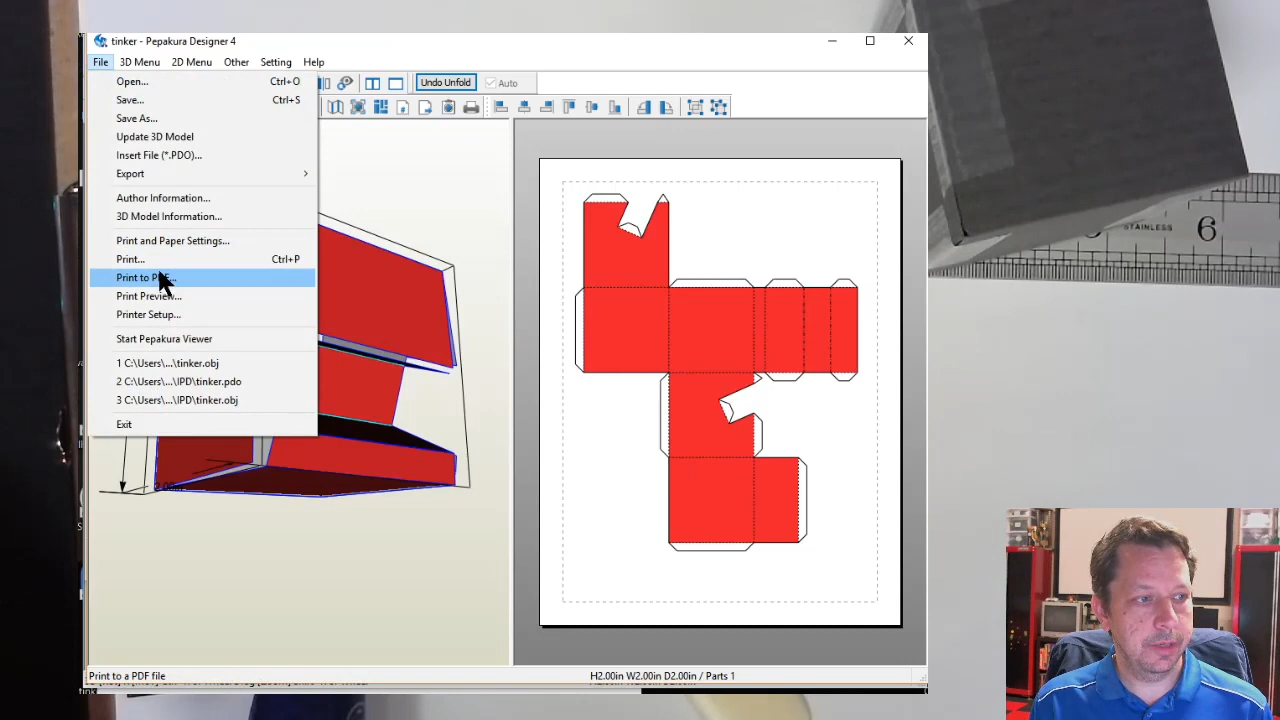 tinker - Pepakura Designer 4
File 3D Menu 2D Menu Other Setting Help
Open... Ctrl+O
Undo Unfold Auto
Save... Ctrl+S
Save As...
Update 3D Model
Insert File (*.PDO)...
Export
Author Information...
3D Model Information...
Print and Paper Settings...
Print... Ctrl+P
Print to PDF...
Print Preview...
Printer Setup...
Start Pepakura Viewer
1 C:\Users\...\tinker.obj
2 C:\Users\...\IPD\tinker.pdo
3 C:\Users\...\IPD\tinker.obj
Exit
Print to a PDF file
H2.00in W2.00in D2.00in / Parts 1
STAINLESS
6